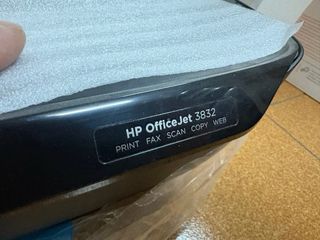 HP OfficeJet 3832
PRINT FAX SCAN COPY WEB